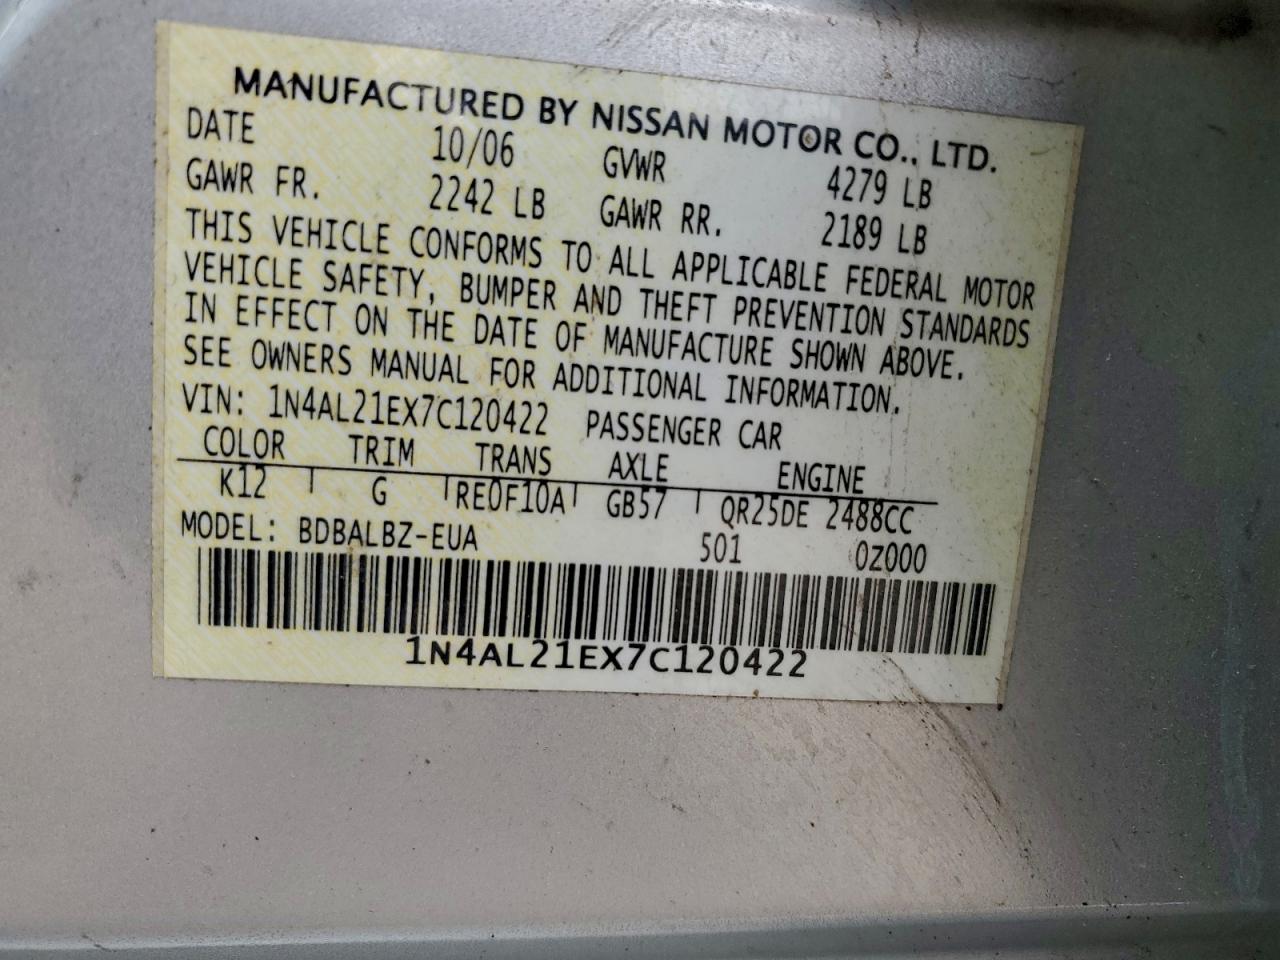 MANUFACTURED BY NISSAN MOTOR CO., LTD.
DATE 10/06 GVWR 4279 LB
GAWR FR. 2242 LB GAWR RR. 2189 LB
THIS VEHICLE CONFORMS TO ALL APPLICABLE FEDERAL MOTOR
VEHICLE SAFETY, BUMPER AND THEFT PREVENTION STANDARDS
IN EFFECT ON THE DATE OF MANUFACTURE SHOWN ABOVE.
SEE OWNERS MANUAL FOR ADDITIONAL INFORMATION.
VIN: 1N4AL21EX7C120422 PASSENGER CAR
COLOR TRIM TRANS AXLE ENGINE
K12 G RE0F10A GB57 QR25DE 2488CC
MODEL: BDBALBZ-EUA 501 0Z000
1N4AL21EX7C120422